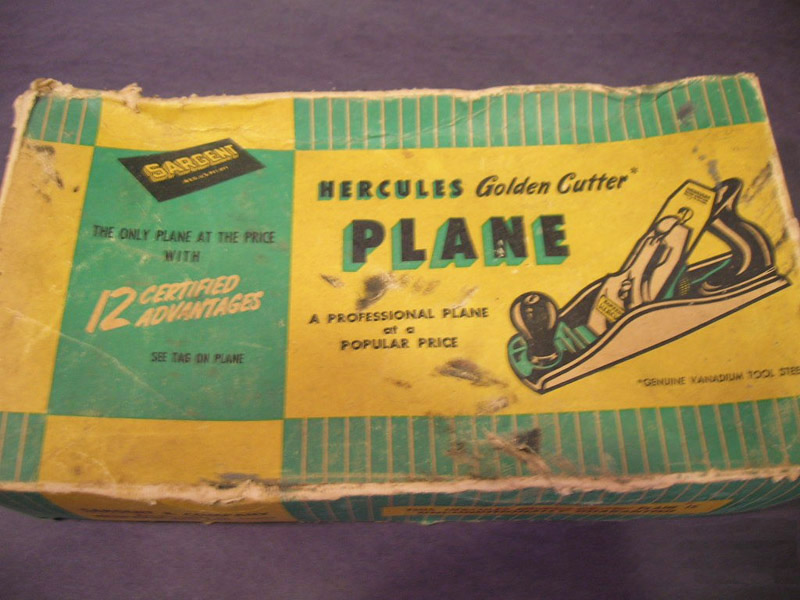 SARGENT
THE ONLY PLANE AT THE PRICE
WITH
12 CERTIFIED
ADVANTAGES
SEE TAG ON PLANE
HERCULES Golden Cutter*
PLANE
A PROFESSIONAL PLANE
at a
POPULAR PRICE
*GENUINE VANADIUM TOOL STEE